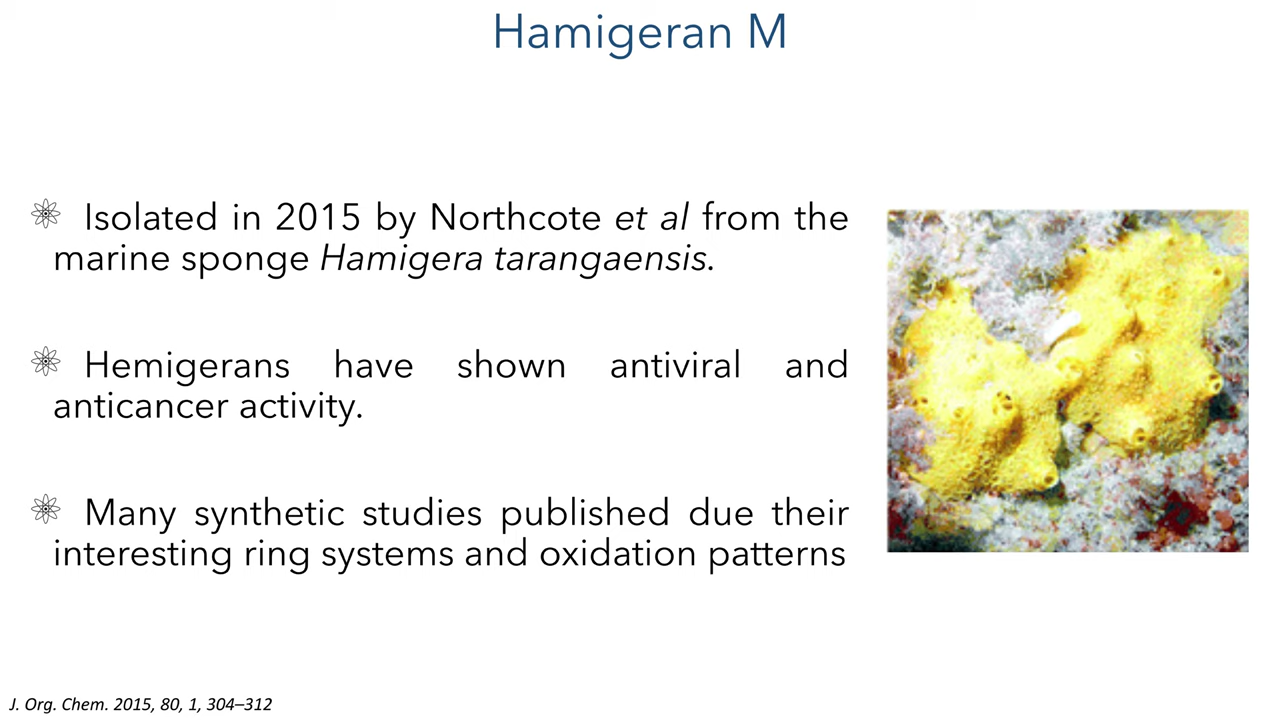 Hamigeran M
Isolated in 2015 by Northcote et al from the
marine sponge Hamigera tarangaensis.
Hemigerans have shown antiviral and
anticancer activity.
Many synthetic studies published due their
interesting ring systems and oxidation patterns
J. Org. Chem. 2015, 80, 1, 304–312